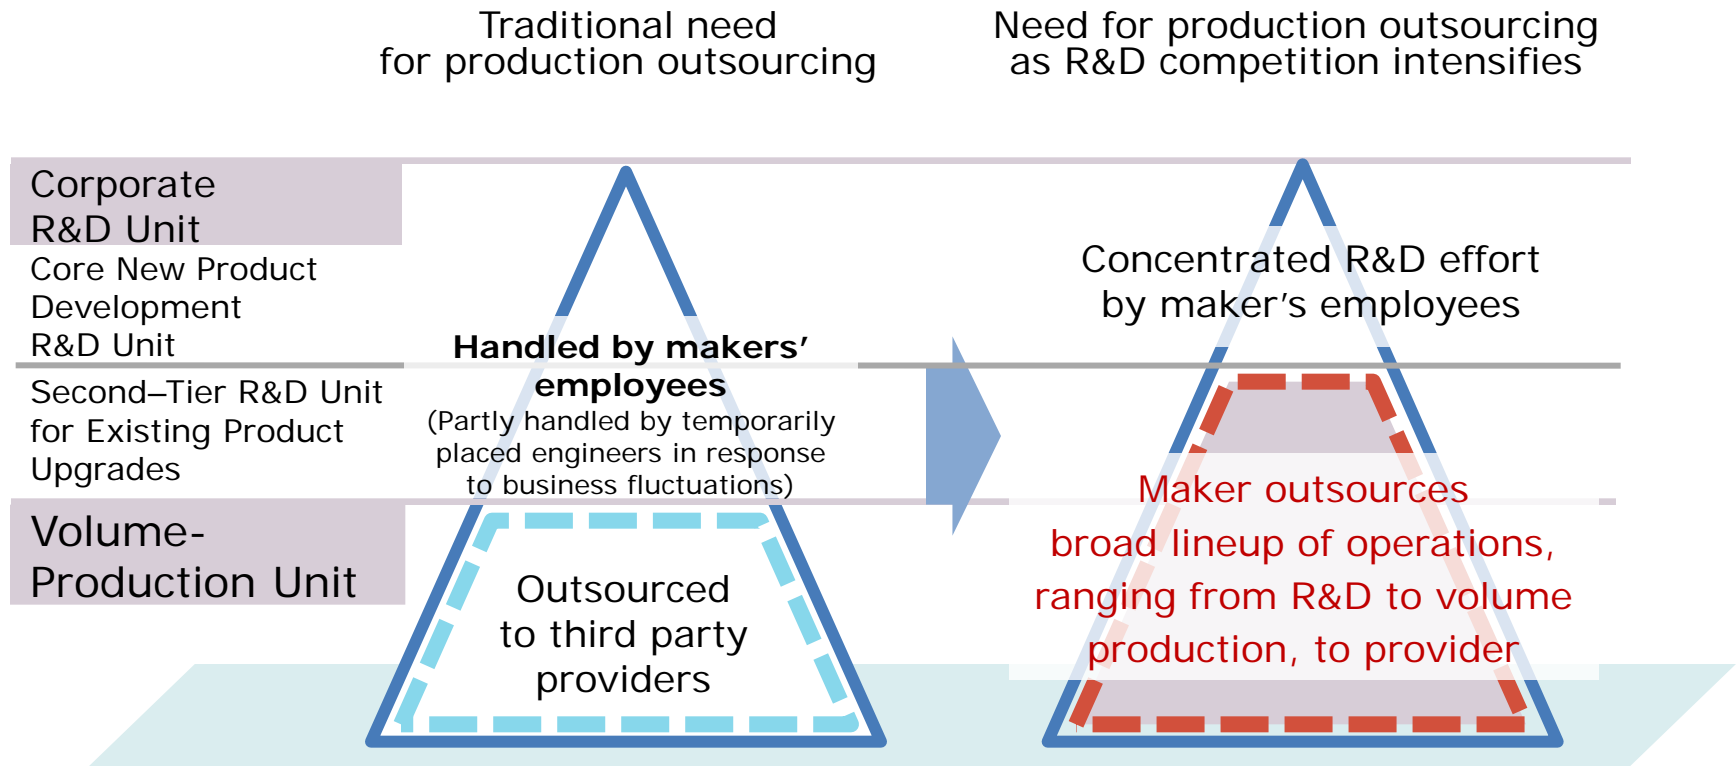 Traditional need
for production outsourcing
Need for production outsourcing
as R&D competition intensifies
Corporate
R&D Unit
Core New Product
Development
R&D Unit
Second–Tier R&D Unit
for Existing Product
Upgrades
Volume-
Production Unit
Handled by makers’
employees
(Partly handled by temporarily
placed engineers in response
to business fluctuations)
Outsourced
to third party
providers
Concentrated R&D effort
by maker’s employees
Maker outsources
broad lineup of operations,
ranging from R&D to volume
production, to provider